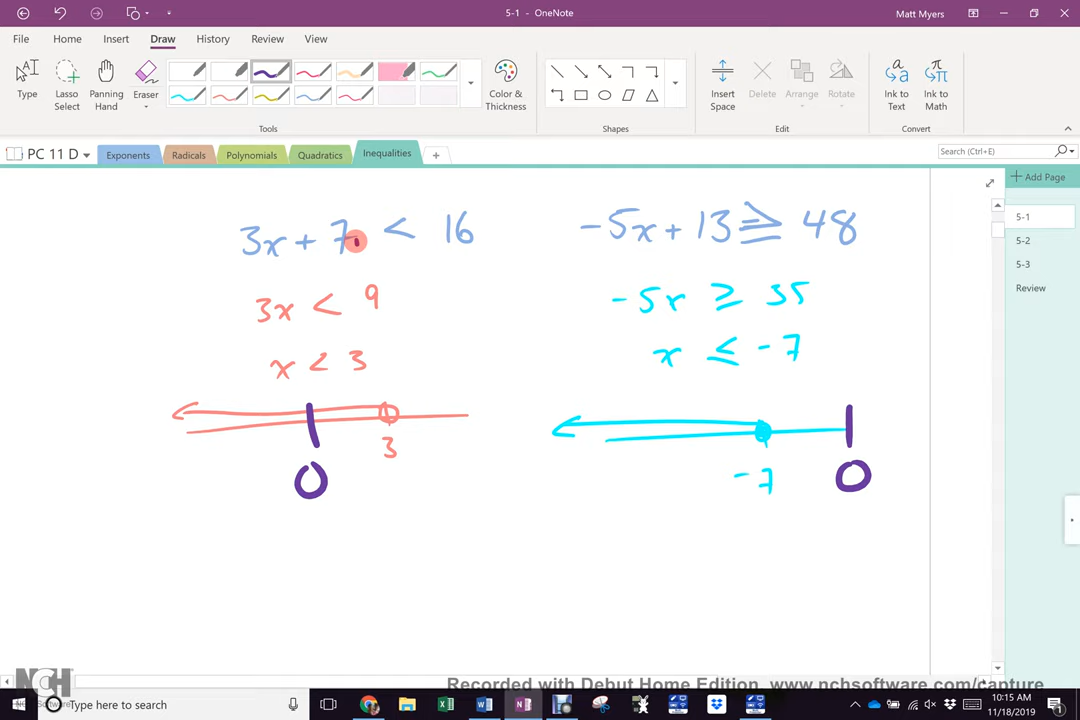 5-1 - OneNote
Matt Myers
File Home Insert Draw History Review View
Type
Lasso Select
Panning Hand
Eraser
Color & Thickness
Insert Space
Delete
Arrange
Rotate
Ink to Text
Ink to Math
Tools
Shapes
Edit
Convert
PC 11 D
Exponents
Radicals
Polynomials
Quadratics
Inequalities
Search (Ctrl+E)
Add Page
5-1
5-2
5-3
Review
3x + 7 < 16
3x < 9
x < 3
3
0
-5x + 13 ≥ 48
-5x ≥ 35
x ≤ -7
-7
0
NCH
Software
Recorded with Debut Home Edition www.nchsoftware.com/capture
Type here to search
10:15 AM
11/18/2019